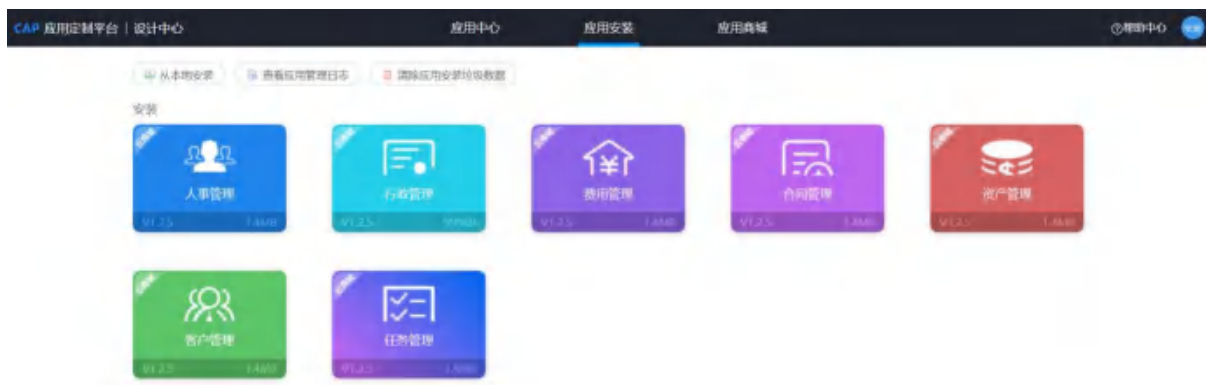 CAP 应用定制平台 | 设计中心 应用中心 应用安装 应用商城 帮助中心
从本地安装 查看应用管理日志 清除应用安装垃圾数据
安装
人事管理 行政管理 费用管理 合同管理 资产管理
V1.2.5 1.4MB V1.2.5 V1.2.5 1.4MB V1.2.5 1.4MB V1.2.5 1.4MB
客户管理 任务管理
V1.2.5 1.4MB V1.2.5